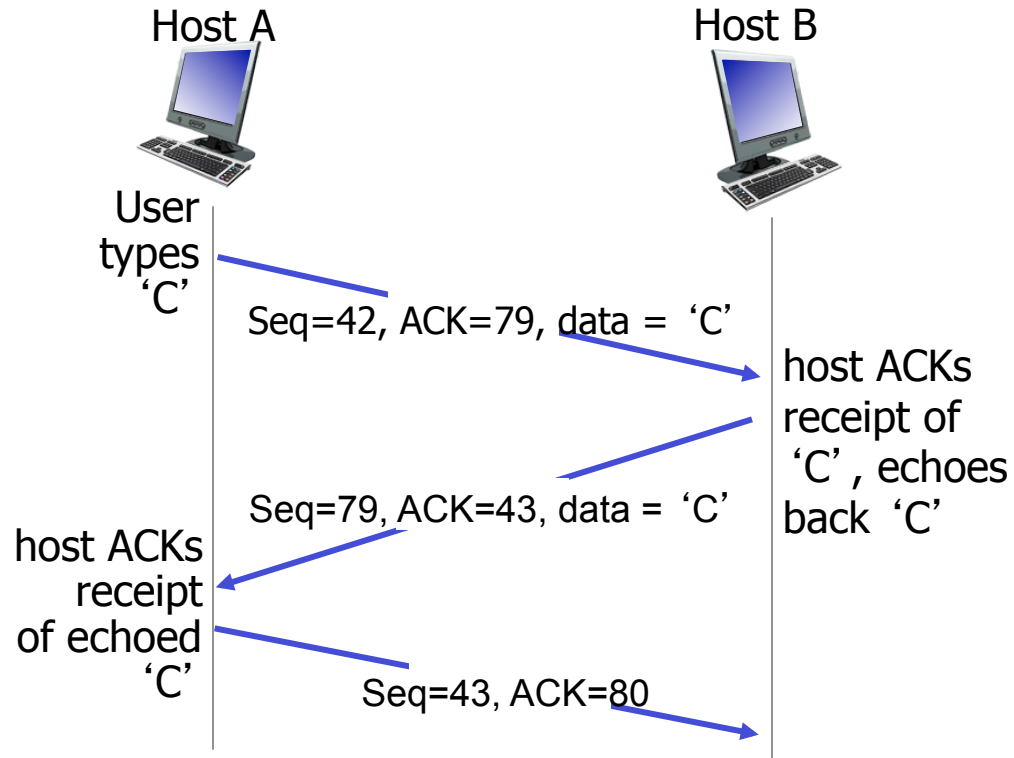 Host A
Host B
User
types
‘C’
Seq=42, ACK=79, data = ‘C’
host ACKs
receipt of
‘C’, echoes
back ‘C’
Seq=79, ACK=43, data = ‘C’
host ACKs
receipt
of echoed
‘C’
Seq=43, ACK=80